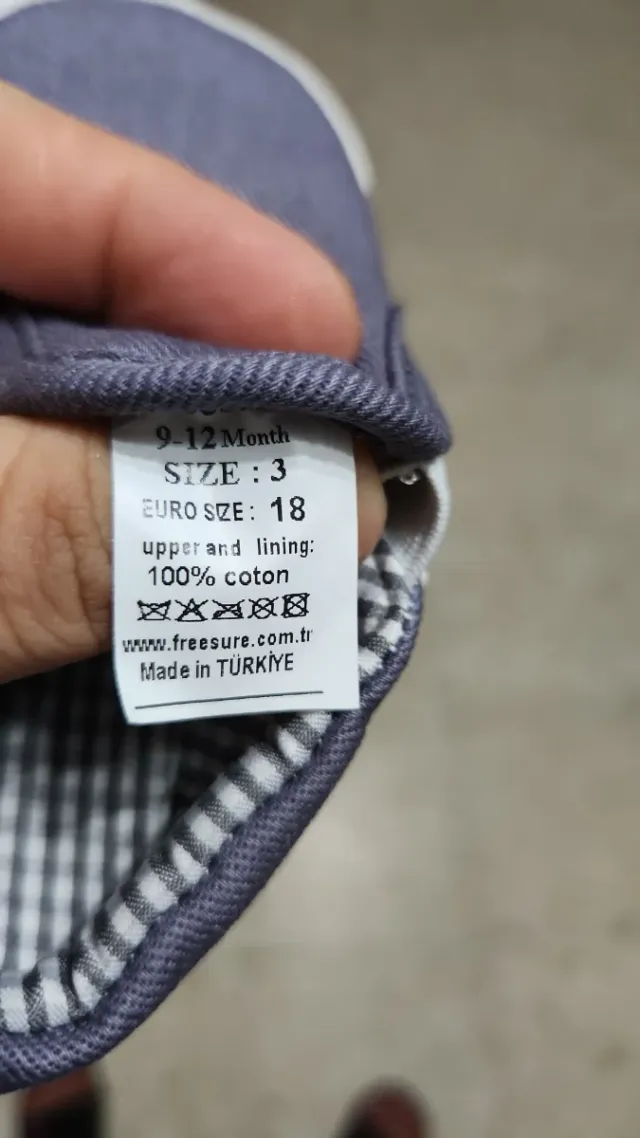 9-12 Month
SIZE : 3
EURO SIZE: 18
upper and lining:
100% coton
www.freesure.com.tr
Made in TÜRKİYE